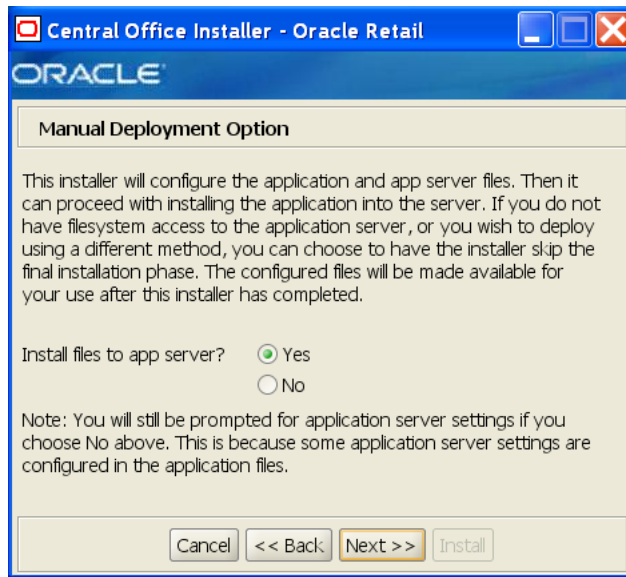 Central Office Installer - Oracle Retail
ORACLE
Manual Deployment Option
This installer will configure the application and app server files. Then it
can proceed with installing the application into the server. If you do not
have filesystem access to the application server, or you wish to deploy
using a different method, you can choose to have the installer skip the
final installation phase. The configured files will be made available for
your use after this installer has completed.
Install files to app server? Yes
No
Note: You will still be prompted for application server settings if you
choose No above. This is because some application server settings are
configured in the application files.
Cancel << Back Next >> Install